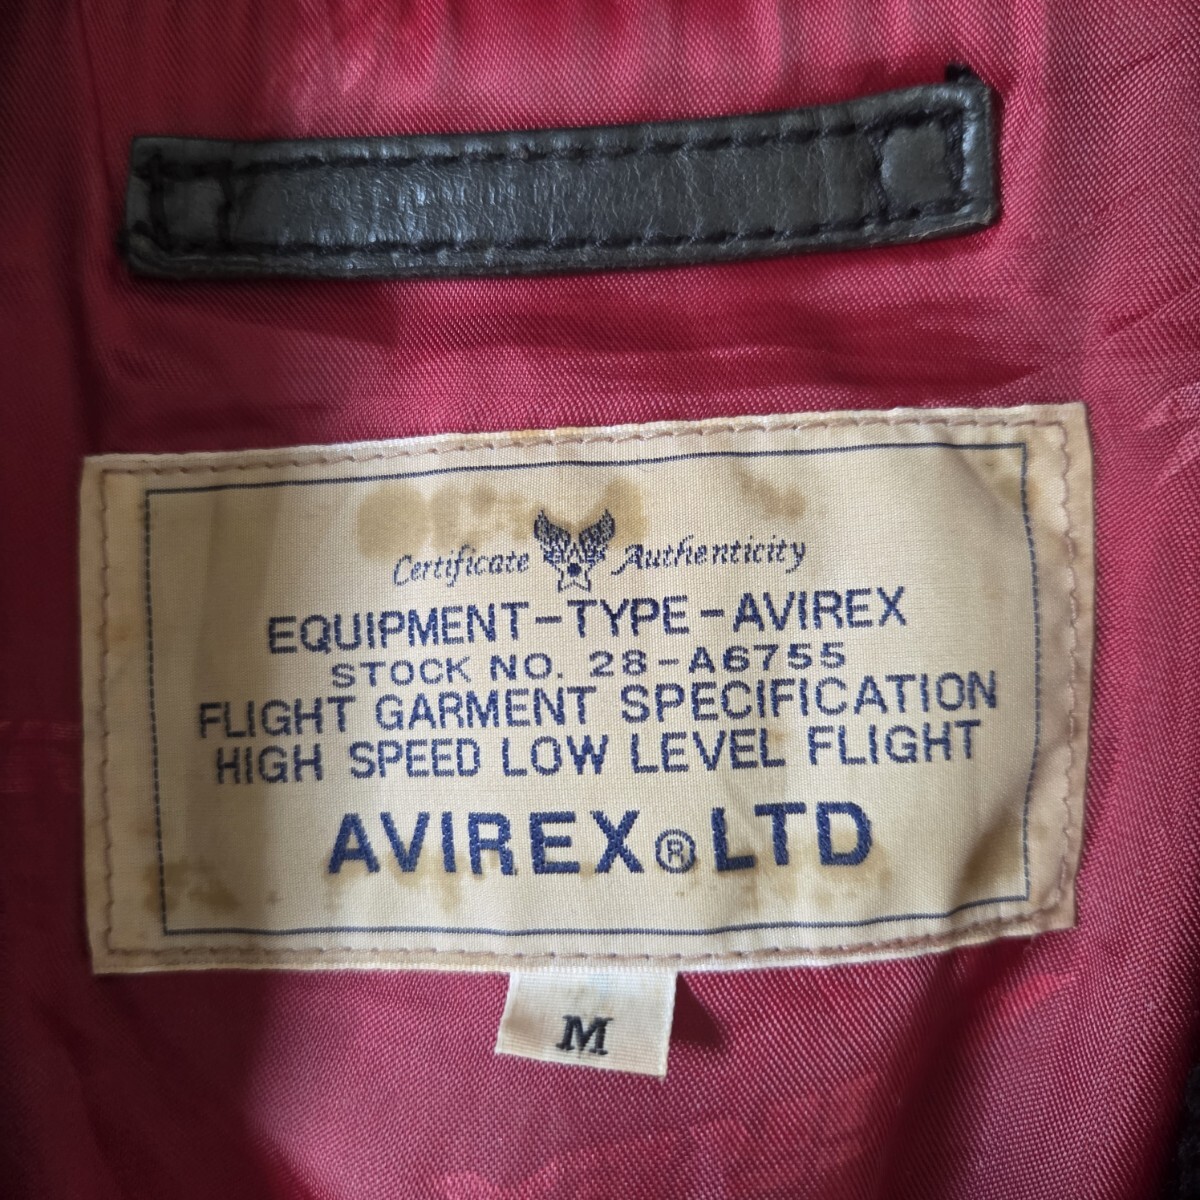 Certificate Authenticity
EQUIPMENT-TYPE-AVIREX
STOCK NO. 28-A6755
FLIGHT GARMENT SPECIFICATION
HIGH SPEED LOW LEVEL FLIGHT
AVIREX®LTD
M